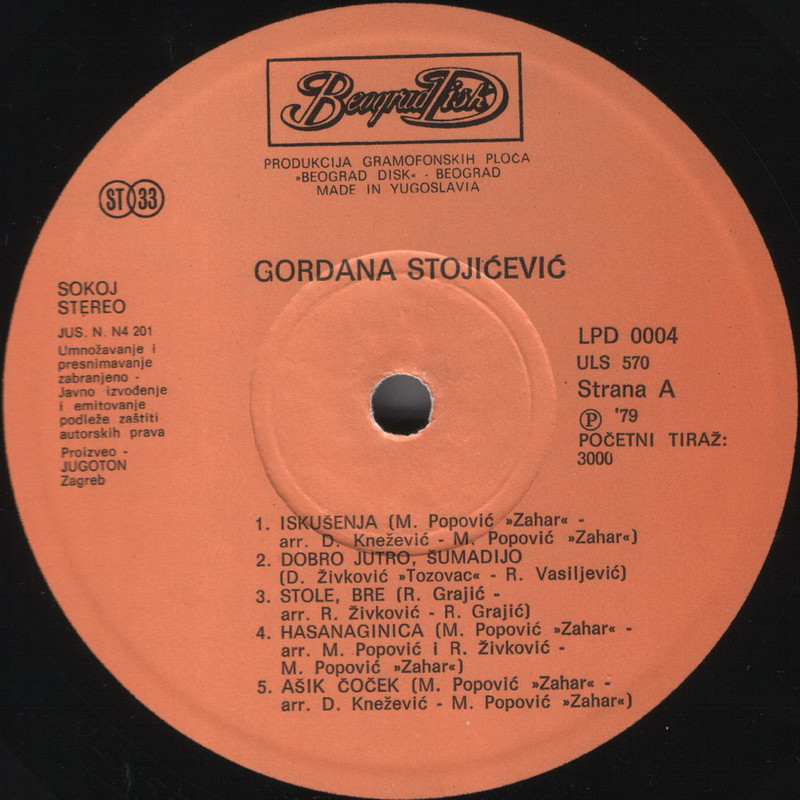 Beograd Disk
PRODUKCIJA GRAMOFONSKIH PLOČA
»BEOGRAD DISK« - BEOGRAD
MADE IN YUGOSLAVIA
ST 33
GORDANA STOJIĆEVIĆ
SOKOJ
STEREO
JUS. N. N4 201
Umnožavanje i
presnimavanje
zabranjeno -
Javno izvođenje
i emitovanje
podleže zaštiti
autorskih prava
Proizveo -
JUGOTON
Zagreb
LPD 0004
ULS 570
Strana A
Ⓟ '79
POČETNI TIRAŽ:
3000
1. ISKUŠENJA (M. Popović »Zahar« -
arr. D. Knežević - M. Popović »Zahar«)
2. DOBRO JUTRO, ŠUMADIJO
(D. Živković »Tozovac« - R. Vasiljević)
3. STOLE, BRE (R. Grajić -
arr. R. Živković - R. Grajić)
4. HASANAGINICA (M. Popović »Zahar« -
arr. M. Popović i R. Živković -
M. Popović »Zahar«)
5. AŠIK ČOČEK (M. Popović »Zahar« -
arr. D. Knežević - M. Popović »Zahar«)